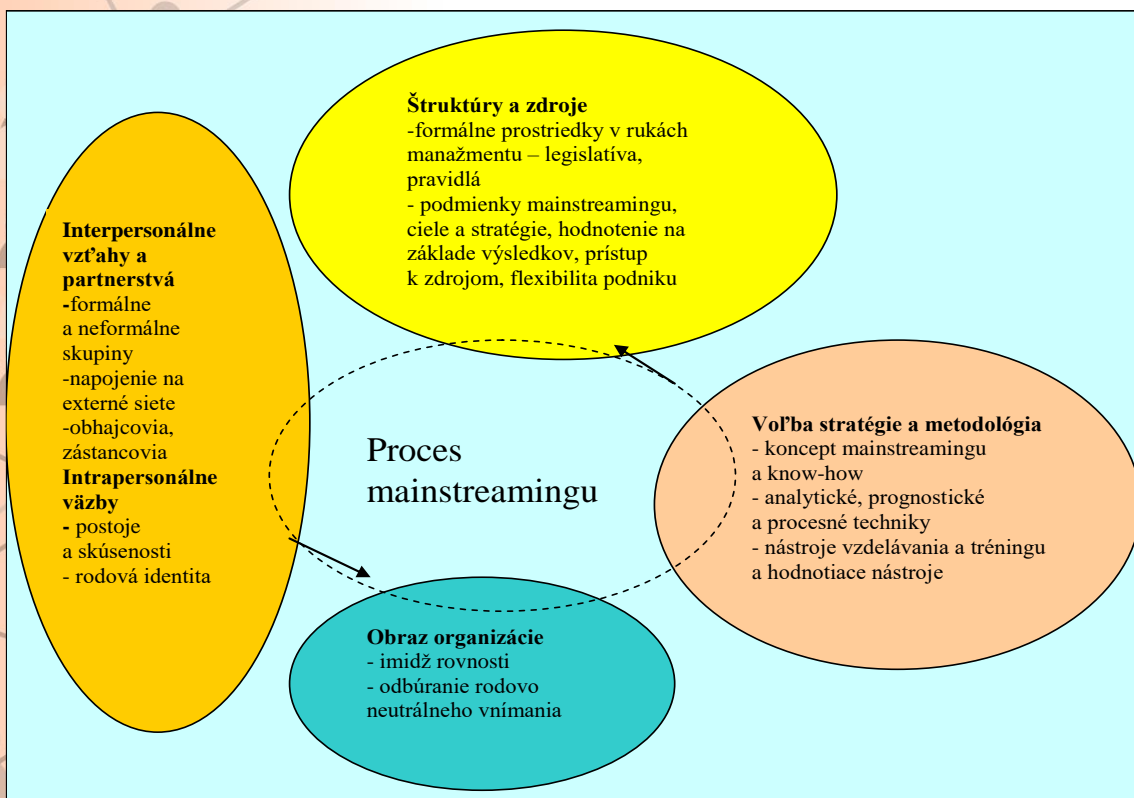 Štruktúry a zdroje
-formálne prostriedky v rukách
manažmentu – legislatíva,
pravidlá
- podmienky mainstreamingu,
ciele a stratégie, hodnotenie na
základe výsledkov, prístup
k zdrojom, flexibilita podniku
Interpersonálne
vzťahy a
partnerstvá
-formálne
a neformálne
skupiny
-napojenie na
externé siete
-obhajcovia,
zástancovia
Intrapersonálne
väzby
- postoje
a skúsenosti
- rodová identita
Proces
mainstreamingu
Voľba stratégie a metodológia
- koncept mainstreamingu
a know-how
- analytické, prognostické
a procesné techniky
- nástroje vzdelávania a tréningu
a hodnotiace nástroje
Obraz organizácie
- imidž rovnosti
- odbúranie rodovo
neutrálneho vnímania